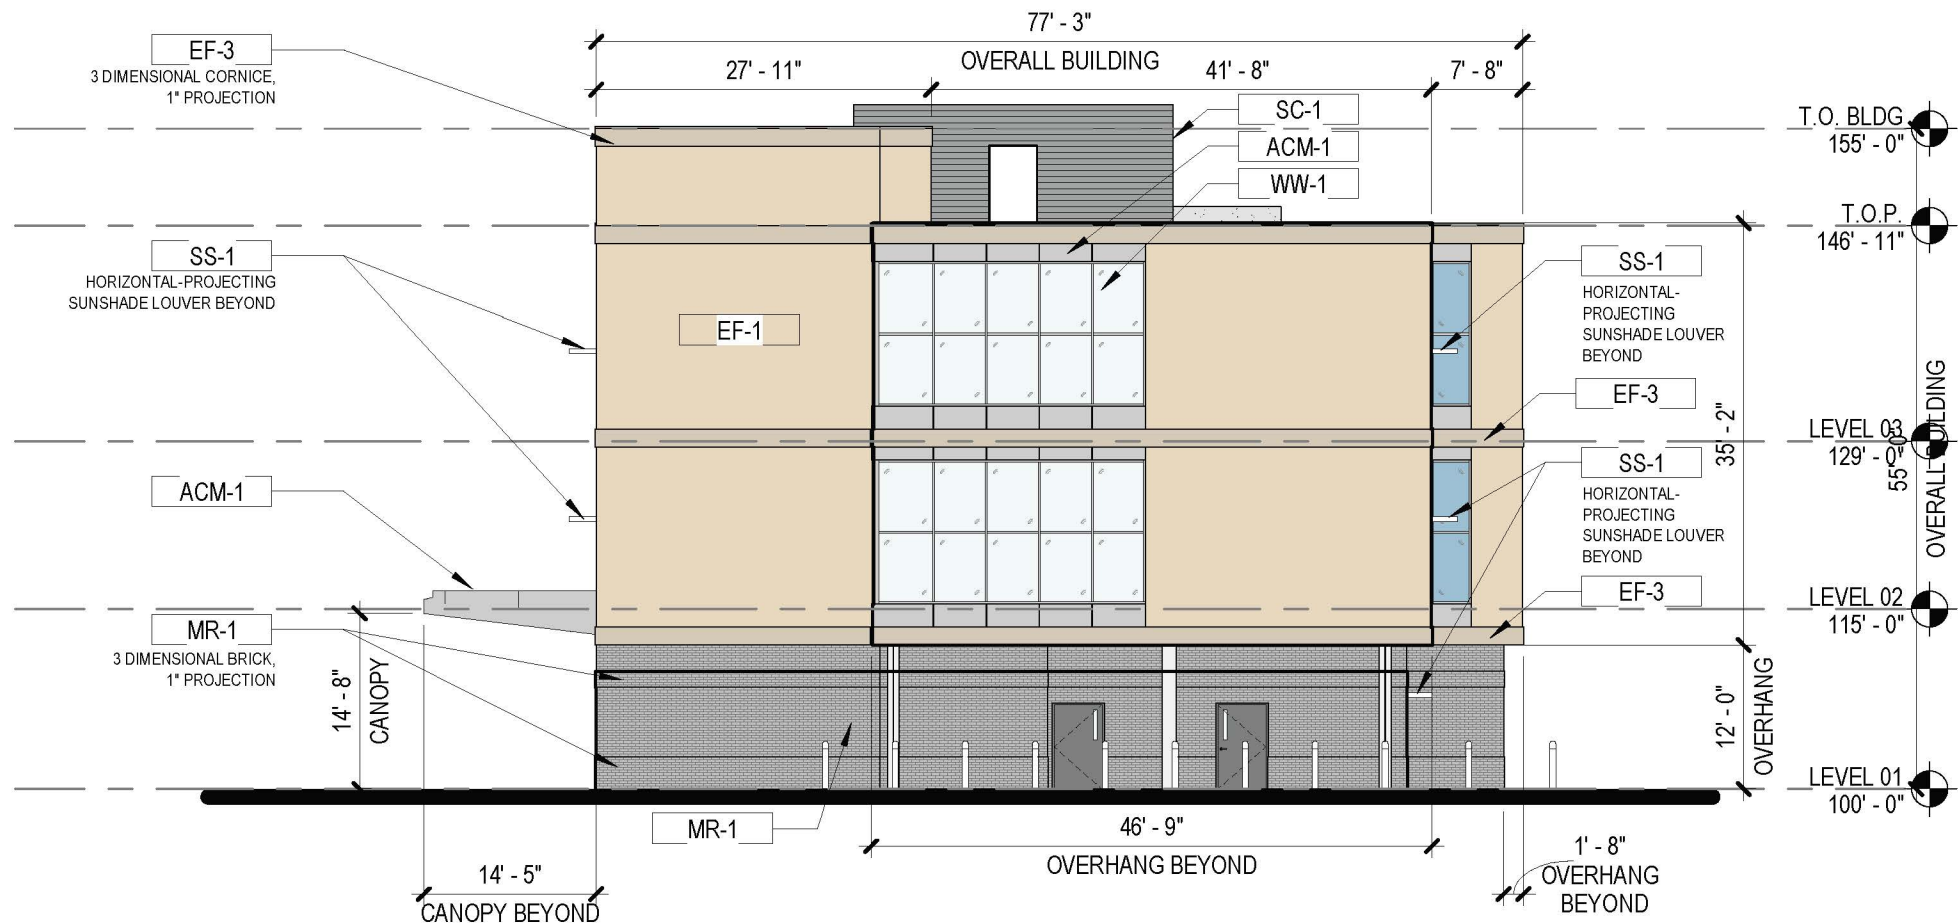 77' - 3"
OVERALL BUILDING
27' - 11"
41' - 8"
7' - 8"
EF-3
3 DIMENSIONAL CORNICE,
1" PROJECTION
SC-1
ACM-1
WW-1
T.O. BLDG
155' - 0"
T.O.P.
146' - 11"
SS-1
HORIZONTAL-PROJECTING
SUNSHADE LOUVER BEYOND
EF-1
SS-1
HORIZONTAL-
PROJECTING
SUNSHADE LOUVER
BEYOND
EF-3
35' - 2"
LEVEL 03
129' - 0"
55' - 0"
OVERALL BUILDING
SS-1
HORIZONTAL-
PROJECTING
SUNSHADE LOUVER
BEYOND
ACM-1
EF-3
LEVEL 02
115' - 0"
MR-1
3 DIMENSIONAL BRICK,
1" PROJECTION
14' - 8"
CANOPY
12' - 0"
OVERHANG
LEVEL 01
100' - 0"
MR-1
46' - 9"
OVERHANG BEYOND
1' - 8"
OVERHANG
BEYOND
14' - 5"
CANOPY BEYOND